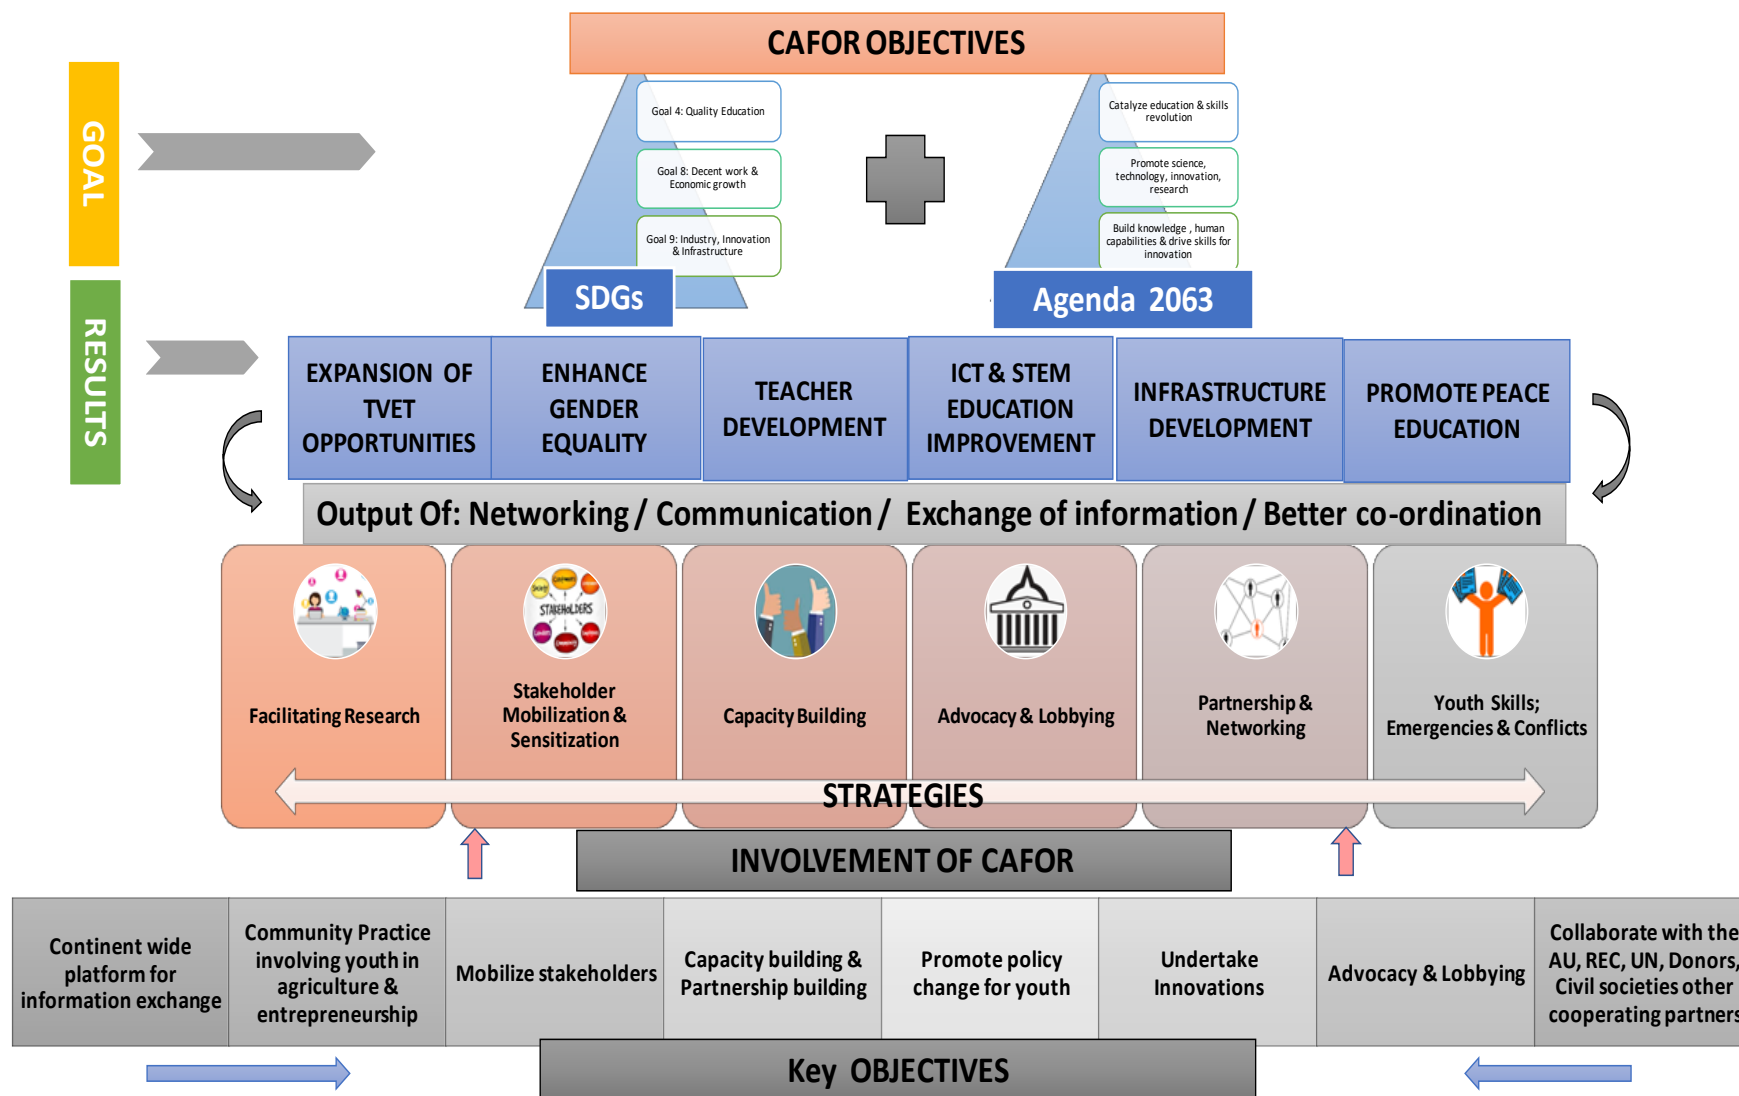 CAFOR OBJECTIVES
GOAL
Goal 4: Quality Education
Goal 8: Decent work &
Economic growth
Goal 9: Industry, Innovation
& Infrastructure
SDGs
Catalyze education & skills
revolution
Promote science,
technology, innovation,
research
Build knowledge , human
capabilities & drive skills for
innovation
Agenda 2063
RESULTS
EXPANSION OF
TVET
OPPORTUNITIES
ENHANCE
GENDER
EQUALITY
TEACHER
DEVELOPMENT
ICT & STEM
EDUCATION
IMPROVEMENT
INFRASTRUCTURE
DEVELOPMENT
PROMOTE PEACE
EDUCATION
Output Of: Networking / Communication / Exchange of information / Better co-ordination
STAKEHOLDERS
Facilitating Research
Stakeholder
Mobilization &
Sensitization
Capacity Building
Advocacy & Lobbying
Partnership &
Networking
Youth Skills;
Emergencies & Conflicts
STRATEGIES
INVOLVEMENT OF CAFOR
Continent wide
platform for
information exchange
Community Practice
involving youth in
agriculture &
entrepreneurship
Mobilize stakeholders
Capacity building &
Partnership building
Promote policy
change for youth
Undertake
Innovations
Advocacy & Lobbying
Collaborate with the
AU, REC, UN, Donors,
Civil societies other
cooperating partners
Key OBJECTIVES